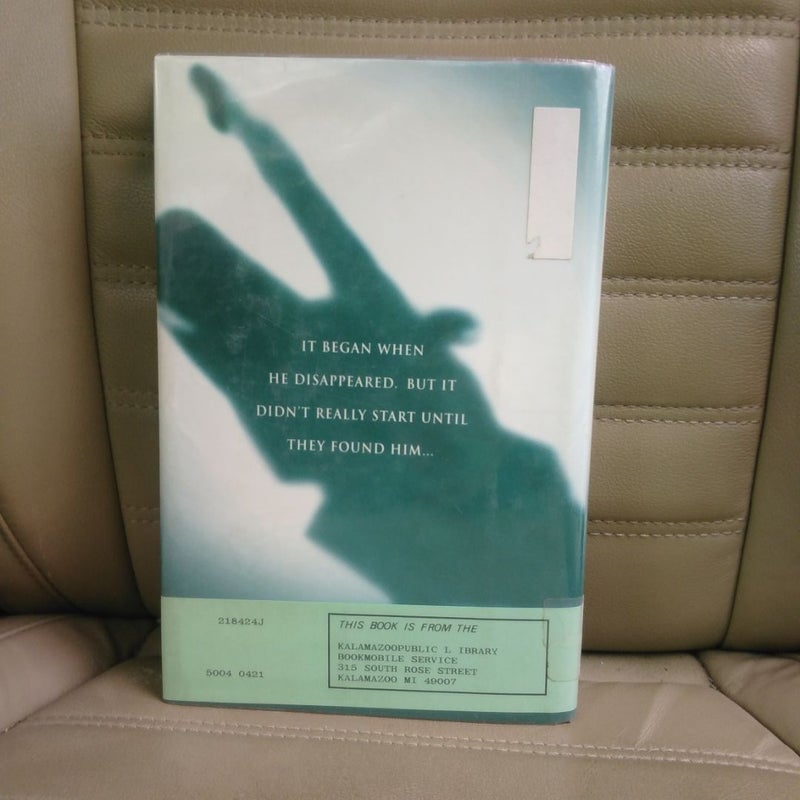 IT BEGAN WHEN
HE DISAPPEARED. BUT IT
DIDN'T REALLY START UNTIL
THEY FOUND HIM...
218424J
5004 0421
THIS BOOK IS FROM THE
KALAMAZOOPUBLIC L IBRARY
BOOKMOBILE SERVICE
315 SOUTH ROSE STREET
KALAMAZOO MI 49007